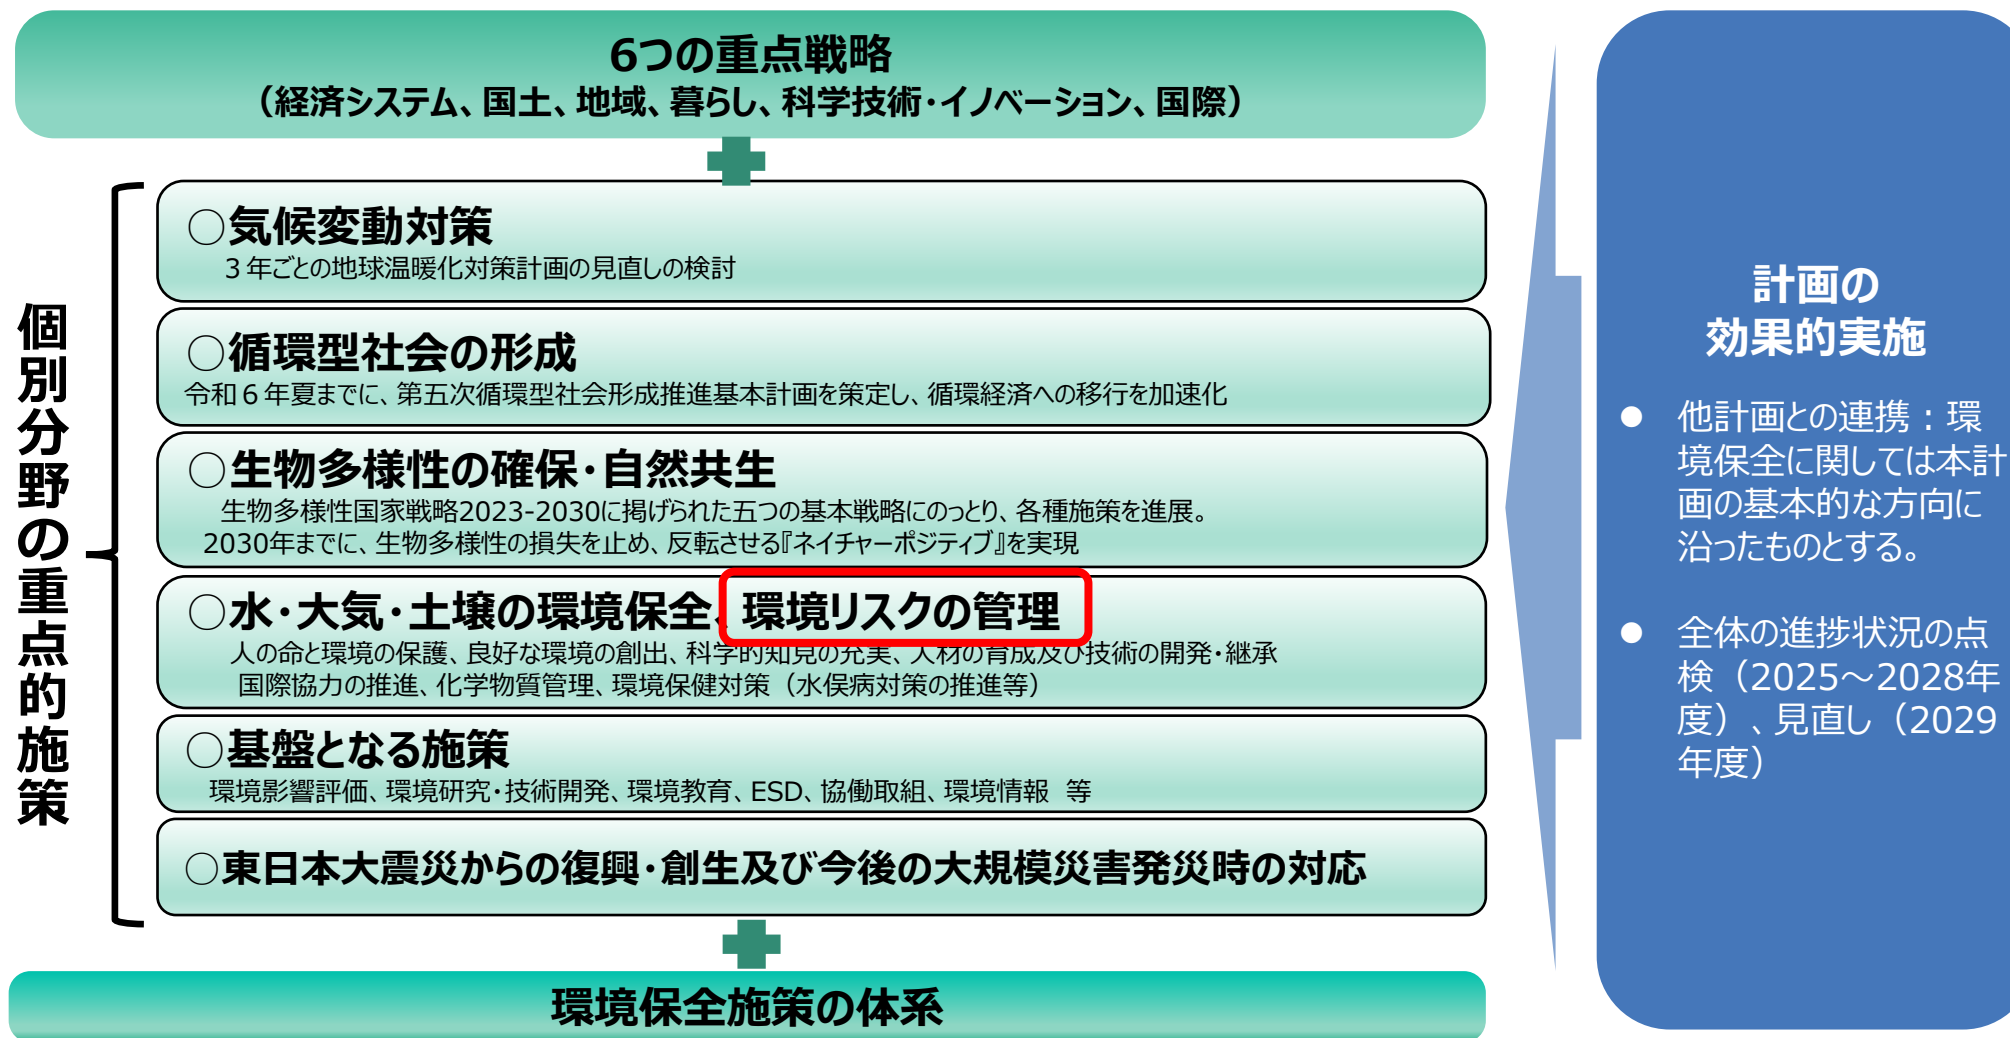 6つの重点戦略
（経済システム、国土、地域、暮らし、科学技術・イノベーション、国際）
個別分野の重点的施策
○気候変動対策
３年ごとの地球温暖化対策計画の見直しの検討
○循環型社会の形成
令和６年夏までに、第五次循環型社会形成推進基本計画を策定し、循環経済への移行を加速化
○生物多様性の確保・自然共生
生物多様性国家戦略2023-2030に掲げられた五つの基本戦略にのっとり、各種施策を進展。
2030年までに、生物多様性の損失を止め、反転させる『ネイチャーポジティブ』を実現
○水・大気・土壌の環境保全、環境リスクの管理
人の命と環境の保護、良好な環境の創出、科学的知見の充実、人材の育成及び技術の開発・継承
国際協力の推進、化学物質管理、環境保健対策（水俣病対策の推進等）
○基盤となる施策
環境影響評価、環境研究・技術開発、環境教育、ESD、協働取組、環境情報　等
○東日本大震災からの復興・創生及び今後の大規模災害発災時の対応
環境保全施策の体系
計画の
効果的実施
● 他計画との連携：環
境保全に関しては本計
画の基本的な方向に
沿ったものとする。
● 全体の進捗状況の点
検（2025～2028年
度）、見直し（2029
年度）